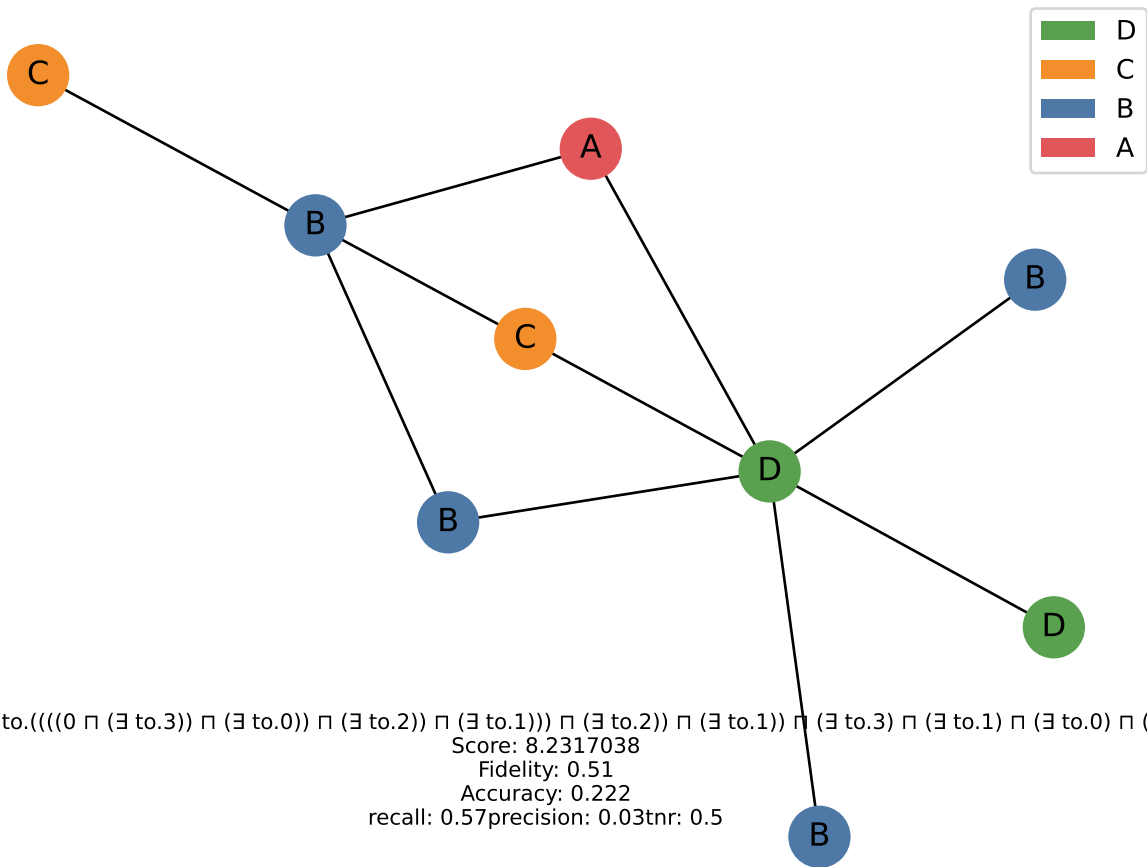 D
C
C
B
A
A
B
B
C
D
B
D
to.((((0 ⊓ (∃ to.3)) ⊓ (∃ to.0)) ⊓ (∃ to.2)) ⊓ (∃ to.1))) ⊓ (∃ to.2)) ⊓ (∃ to.1)) ⊓ (∃ to.3) ⊓ (∃ to.1) ⊓ (∃ to.0) ⊓ (
Score: 8.2317038
Fidelity: 0.51
Accuracy: 0.222
recall: 0.57precision: 0.03tnr: 0.5
B